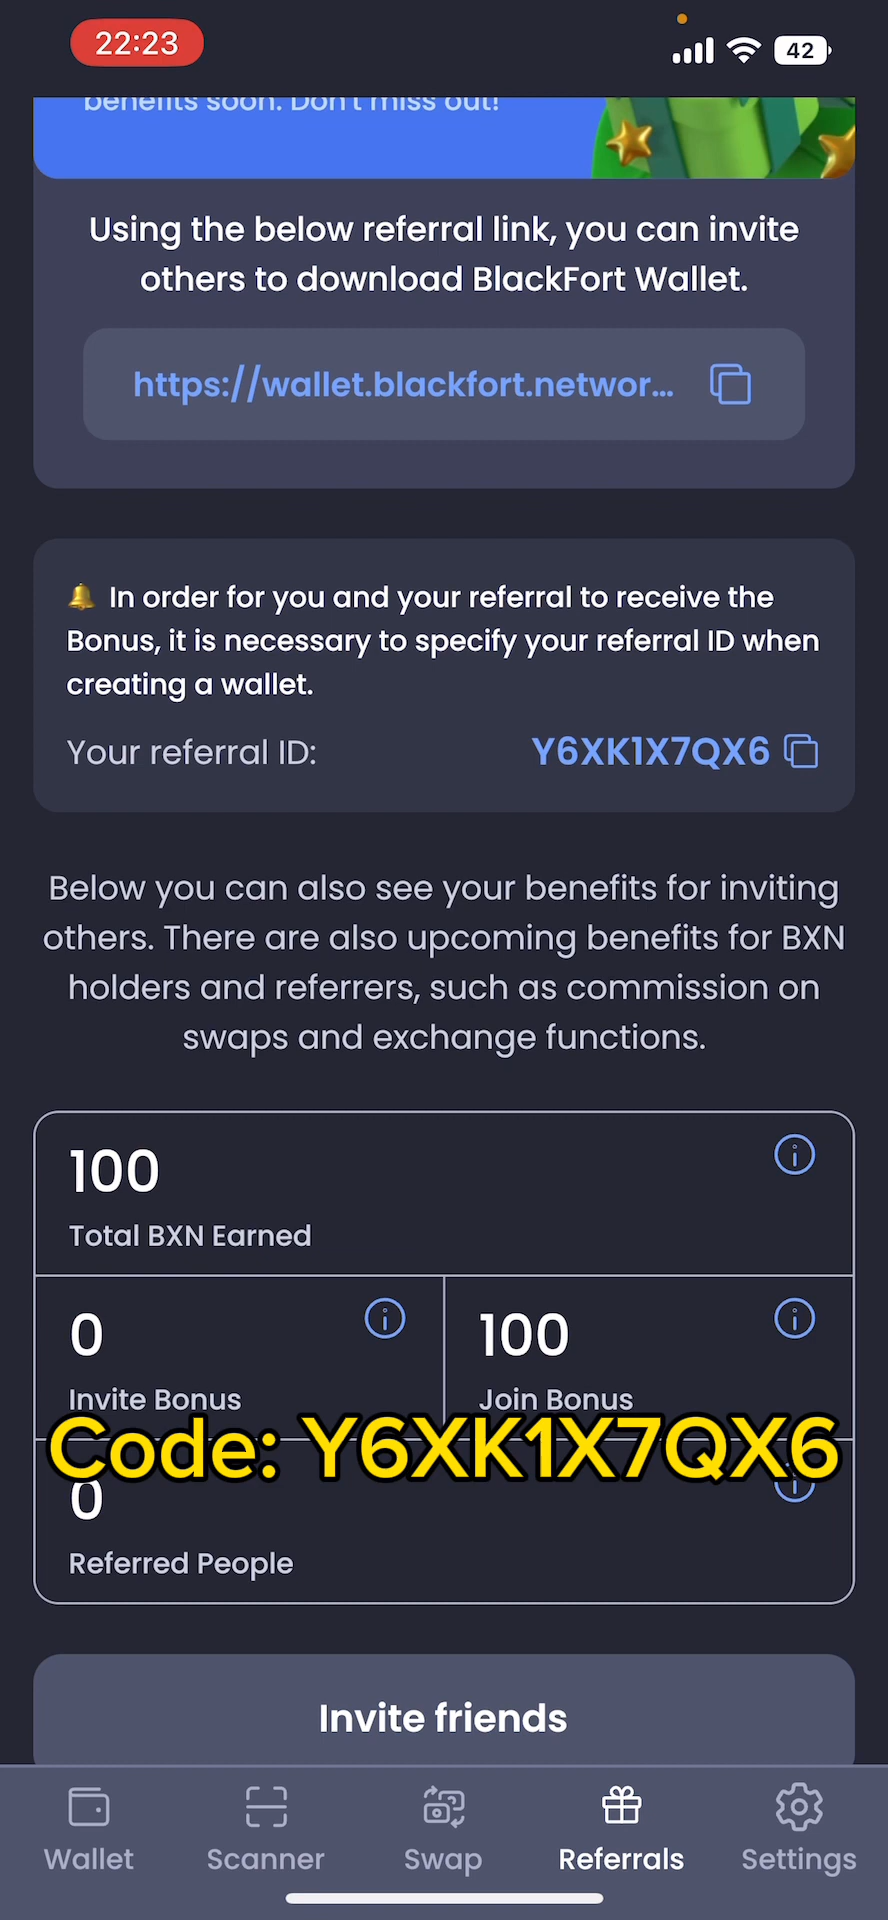 22:23
42
benefits soon. Don't miss out!
Using the below referral link, you can invite
others to download BlackFort Wallet.
https://wallet.blackfort.networ...
🔔 In order for you and your referral to receive the
Bonus, it is necessary to specify your referral ID when
creating a wallet.
Your referral ID: Y6XK1X7QX6
Below you can also see your benefits for inviting
others. There are also upcoming benefits for BXN
holders and referrers, such as commission on
swaps and exchange functions.
100
Total BXN Earned
0
Invite Bonus
100
Join Bonus
Code: Y6XK1X7QX6
0
Referred People
Invite friends
Wallet
Scanner
Swap
Referrals
Settings